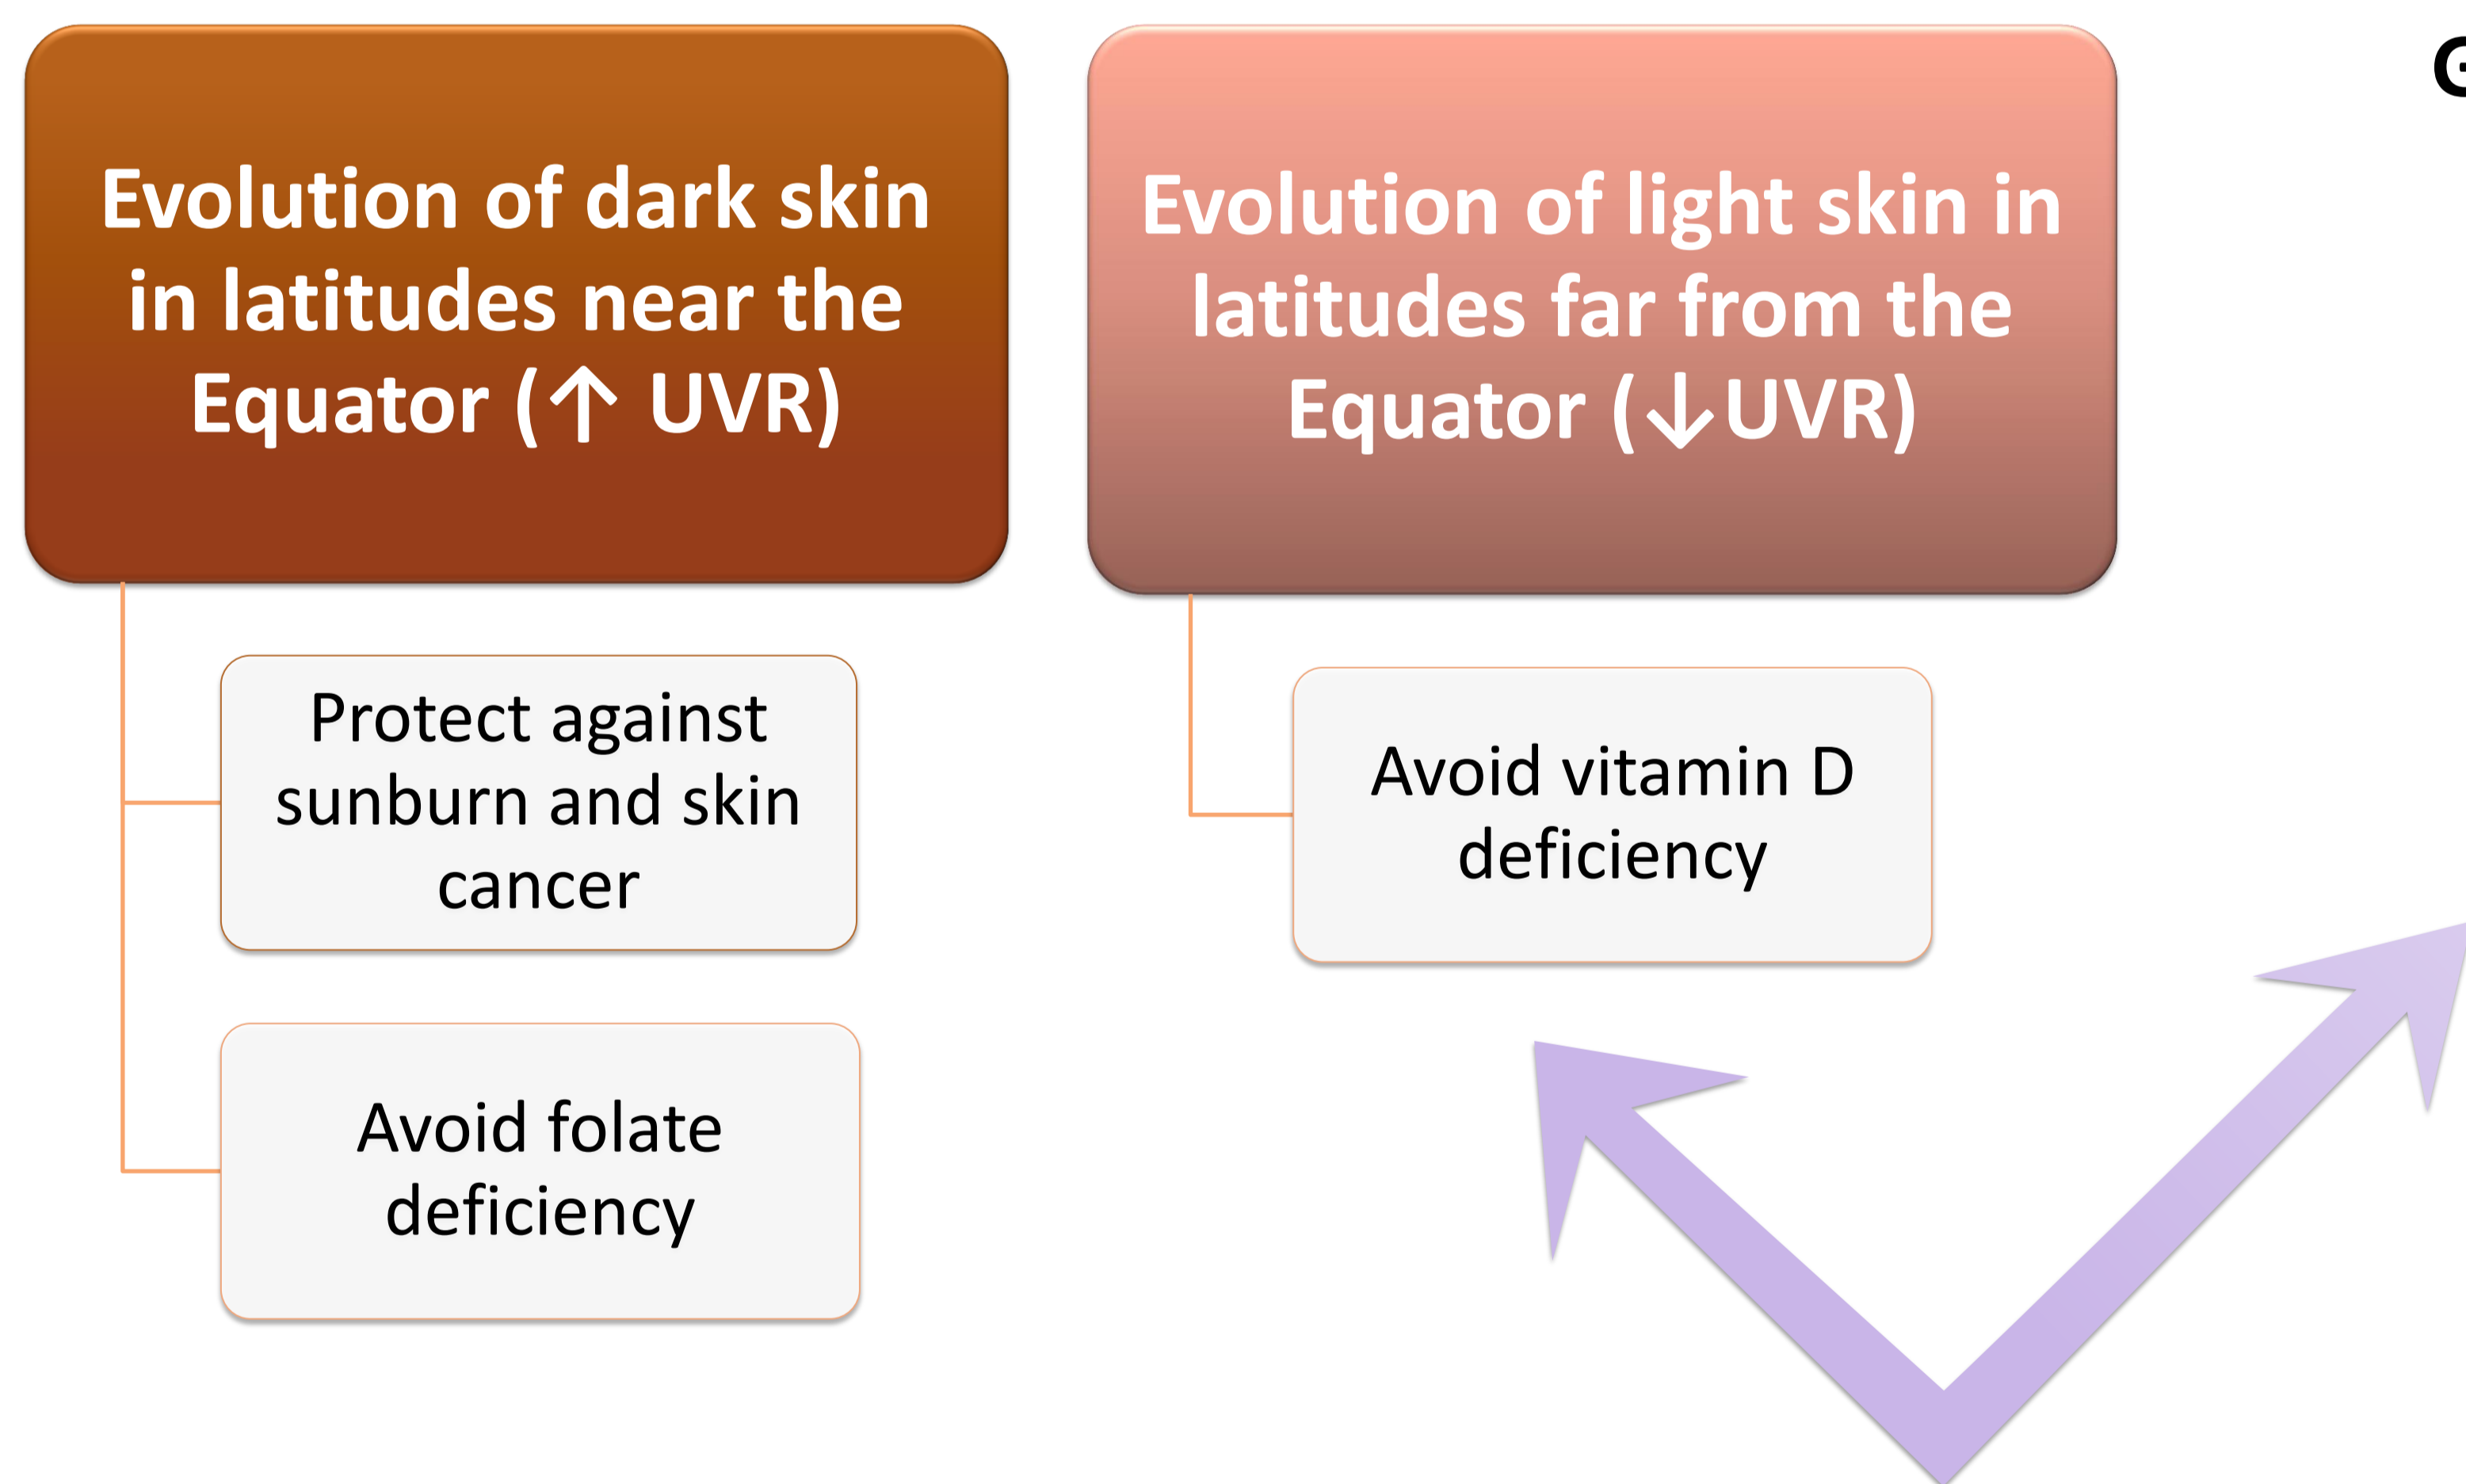 Evolution of dark skin
in latitudes near the
Equator (↑ UVR)
Protect against
sunburn and skin
cancer
Avoid folate
deficiency
Evolution of light skin in
latitudes far from the
Equator (↓UVR)
Avoid vitamin D
deficiency